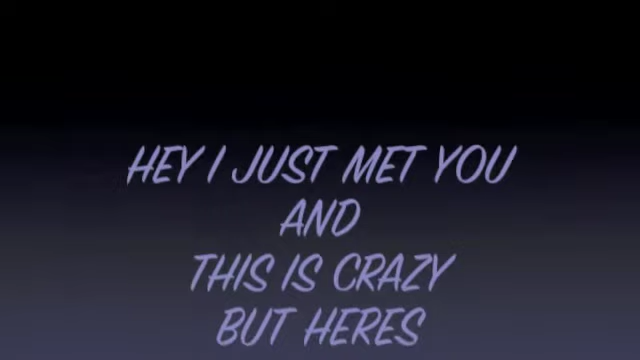 HEY I JUST MET YOU
AND
THIS IS CRAZY
BUT HERES